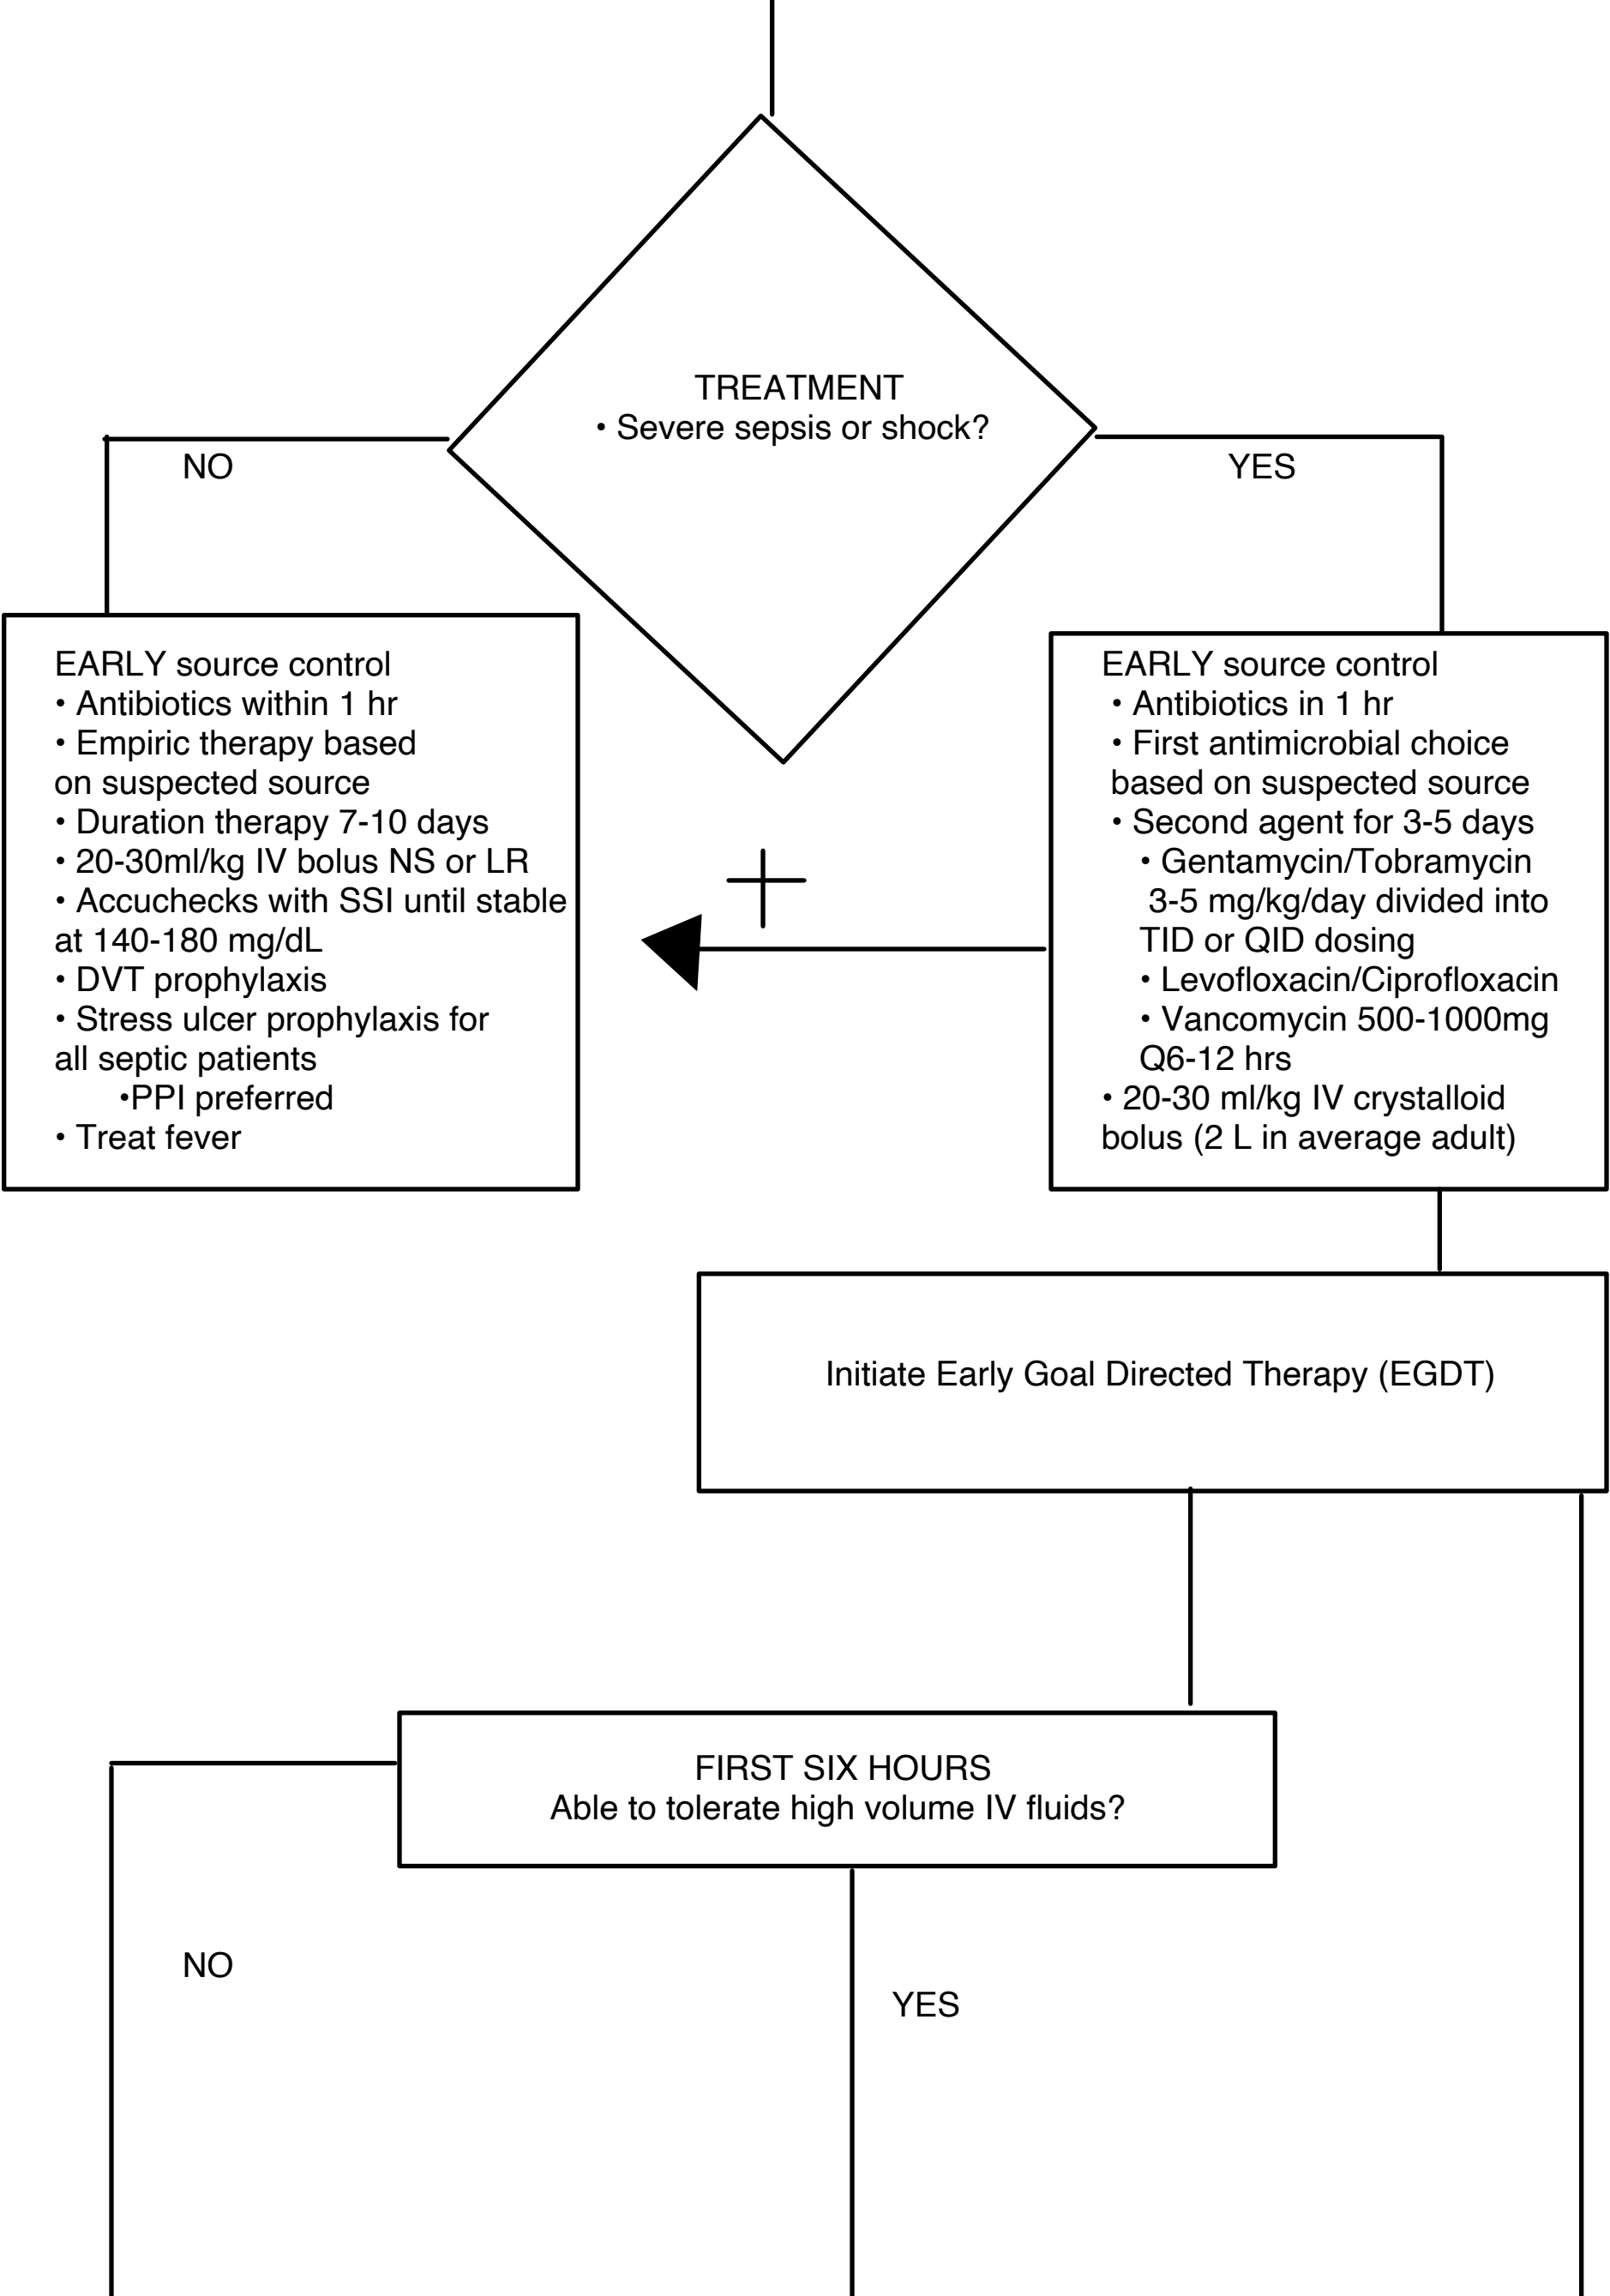 TREATMENT
• Severe sepsis or shock?
NO
YES
EARLY source control
• Antibiotics within 1 hr
• Empiric therapy based
on suspected source
• Duration therapy 7-10 days
• 20-30ml/kg IV bolus NS or LR
• Accuchecks with SSI until stable
at 140-180 mg/dL
• DVT prophylaxis
• Stress ulcer prophylaxis for
all septic patients
•PPI preferred
• Treat fever
+
EARLY source control
• Antibiotics in 1 hr
• First antimicrobial choice
based on suspected source
• Second agent for 3-5 days
• Gentamycin/Tobramycin
3-5 mg/kg/day divided into
TID or QID dosing
• Levofloxacin/Ciprofloxacin
• Vancomycin 500-1000mg
Q6-12 hrs
• 20-30 ml/kg IV crystalloid
bolus (2 L in average adult)
Initiate Early Goal Directed Therapy (EGDT)
FIRST SIX HOURS
Able to tolerate high volume IV fluids?
NO
YES